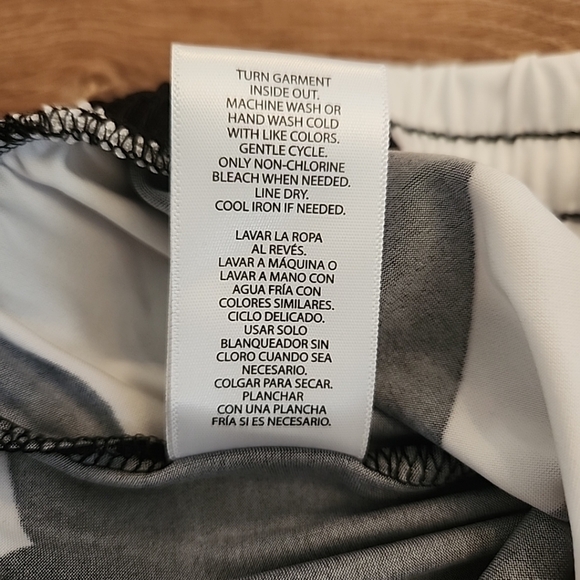 TURN GARMENT
INSIDE OUT.
MACHINE WASH OR
HAND WASH COLD
WITH LIKE COLORS.
GENTLE CYCLE.
ONLY NON-CHLORINE
BLEACH WHEN NEEDED.
LINE DRY.
COOL IRON IF NEEDED.
LAVAR LA ROPA
AL REVÉS.
LAVAR A MÁQUINA O
LAVAR A MANO CON
AGUA FRÍA CON
COLORES SIMILARES.
CICLO DELICADO.
USAR SOLO
BLANQUEADOR SIN
CLORO CUANDO SEA
NECESARIO.
COLGAR PARA SECAR.
PLANCHAR
CON UNA PLANCHA
FRÍA SI ES NECESARIO.